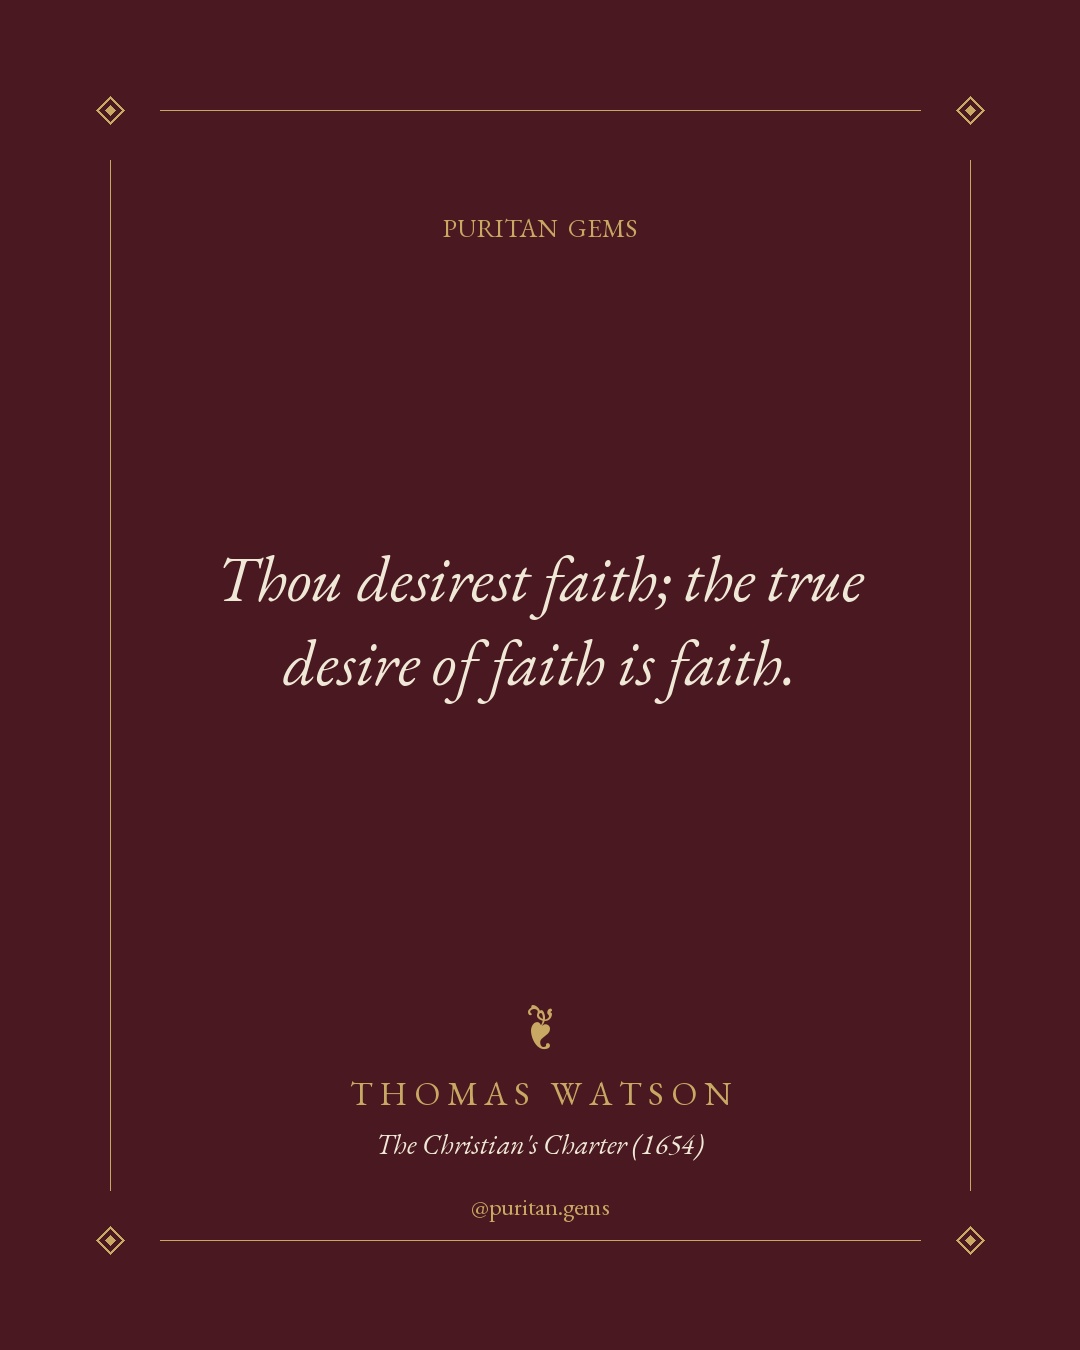 PURITAN GEMS
Thou desirest faith; the true
desire of faith is faith.
THOMAS WATSON
The Christian's Charter (1654)
@puritan.gems